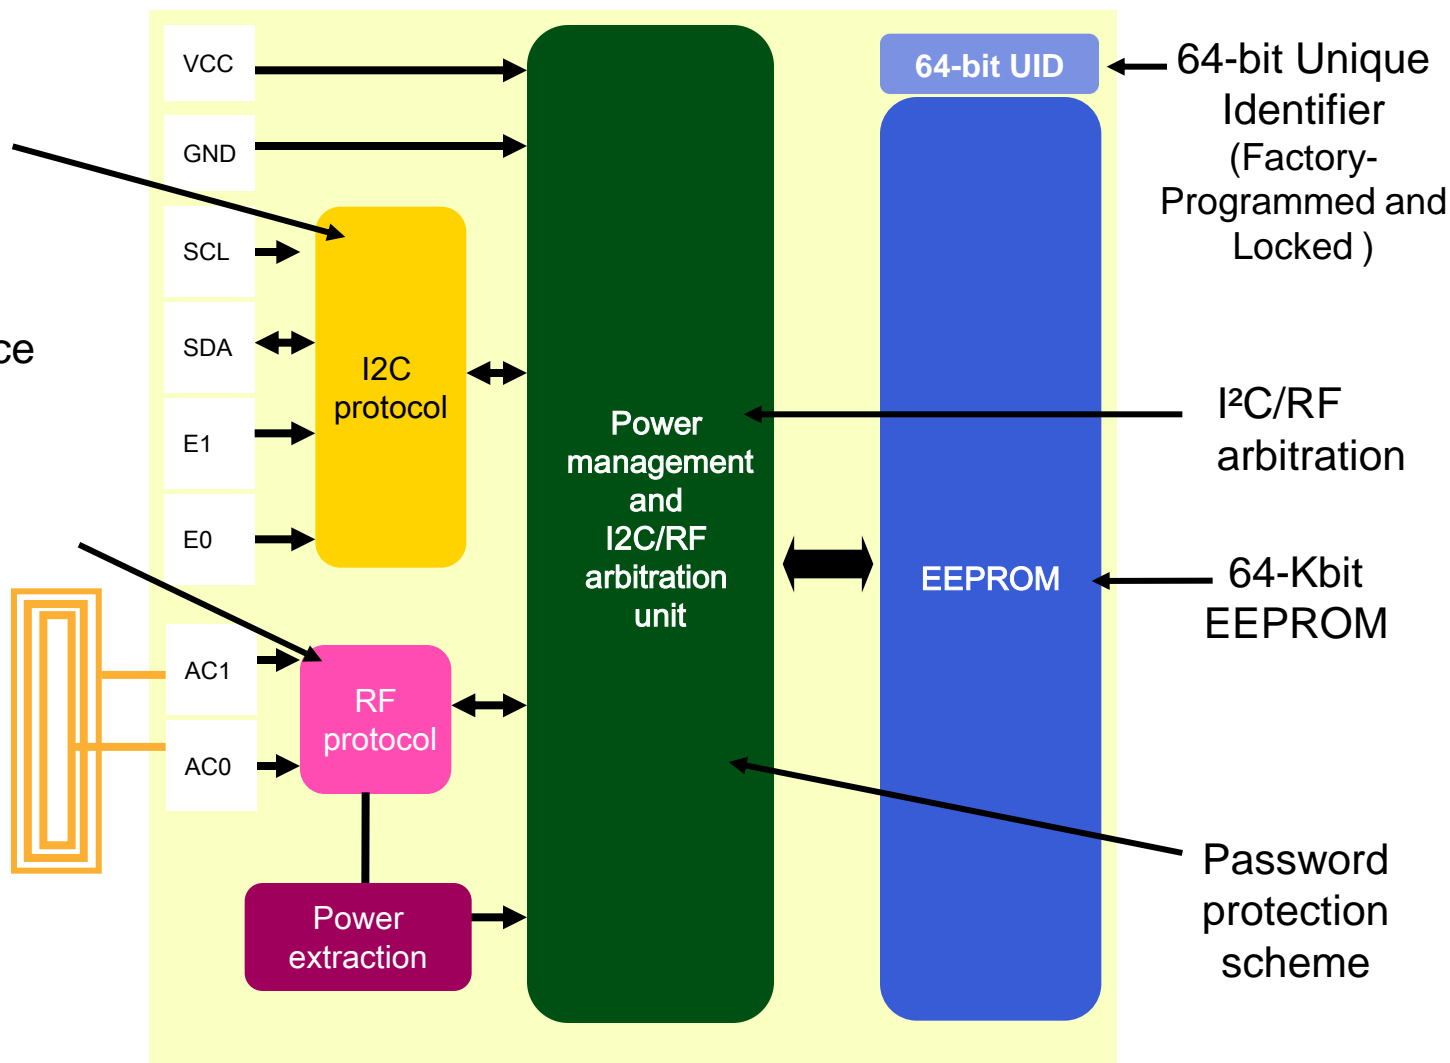 VCC
GND
SCL
SDA
E1
E0
AC1
AC0
ce
I2C
protocol
RF
protocol
Power
extraction
Power
management
and
I2C/RF
arbitration
unit
64-bit UID
EEPROM
64-bit Unique
Identifier
(Factory-
Programmed and
Locked )
I²C/RF
arbitration
64-Kbit
EEPROM
Password
protection
scheme